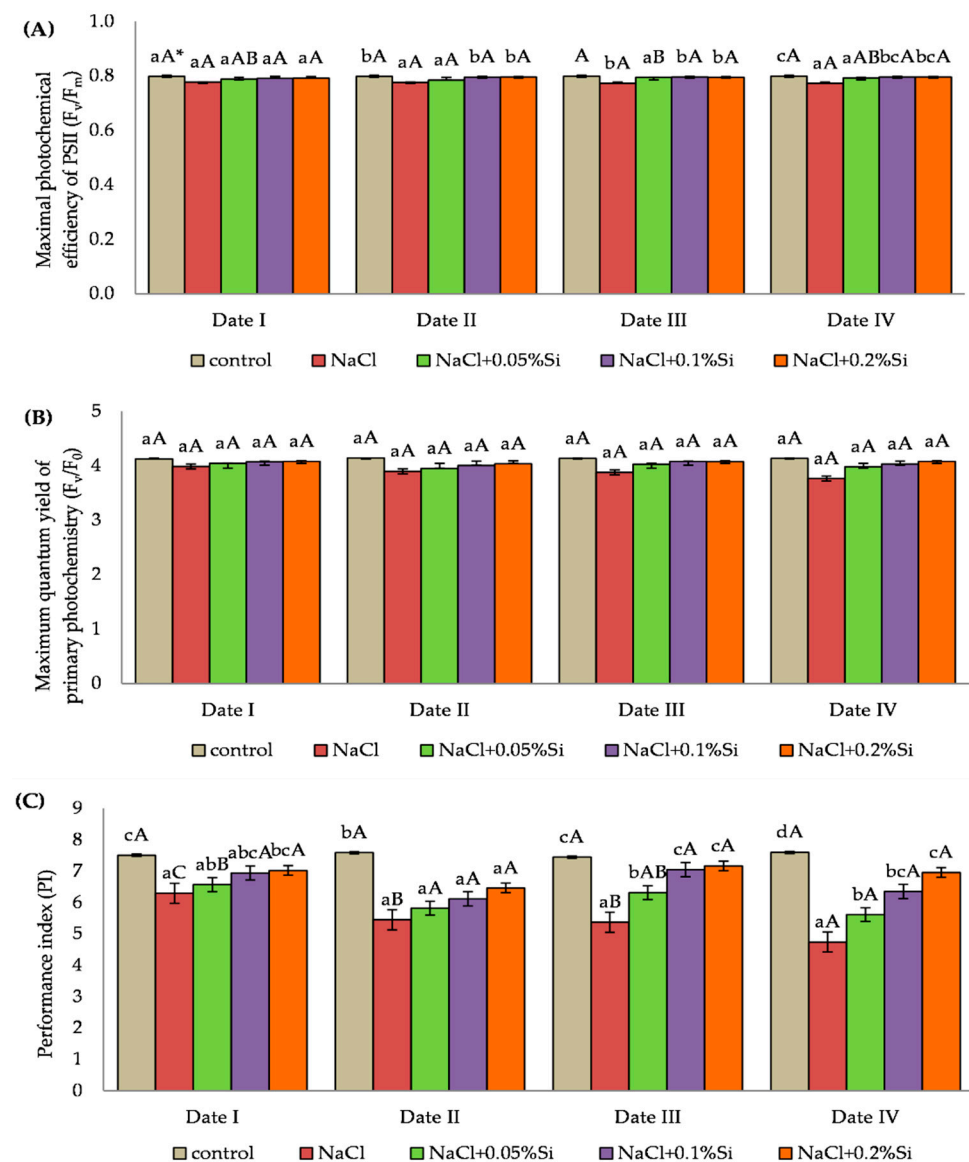 (A)
Maximal photochemical
efficiency of PSII (Fv/Fm)
1.0
0.8
0.6
0.4
0.2
0.0
aA* aA aAB aA aA
bA aA aA bA bA
A bA aB bA bA
cA aA aAB bcA bcA
Date I Date II Date III Date IV
control NaCl NaCl+0.05%Si NaCl+0.1%Si NaCl+0.2%Si
(B)
Maximum quantum yield of
primary photochemistry (Fv/F0)
5
4
3
2
1
0
aA aA aA aA aA
aA aA aA aA aA
aA aA aA aA aA
aA aA aA aA aA
Date I Date II Date III Date IV
control NaCl NaCl+0.05%Si NaCl+0.1%Si NaCl+0.2%Si
(C)
Performance index (PI)
9
8
7
6
5
4
3
2
1
0
cA aC abB abcA bcA
bA aB aA aA aA
cA aB bAB cA cA
dA aA bA bcA cA
Date I Date II Date III Date IV
control NaCl NaCl+0.05%Si NaCl+0.1%Si NaCl+0.2%Si